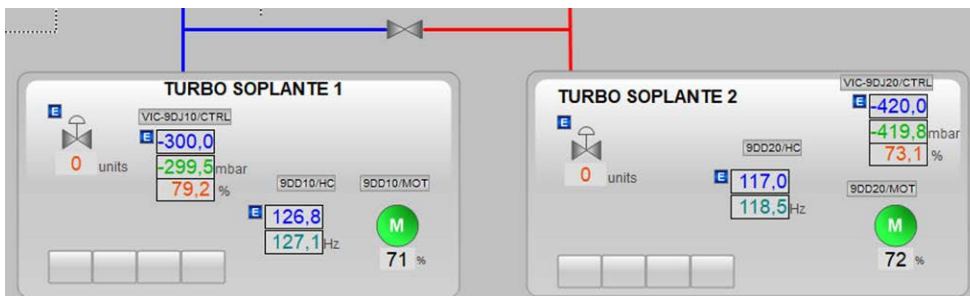 TURBO SOPLANTE 1
E
VIC-9DJ10/CTRL
E -300,0
-299,5 mbar
79,2 %
0 units
9DD10/HC
9DD10/MOT
E 126,8
127,1 Hz
M
71 %
TURBO SOPLANTE 2
VIC-9DJ20/CTRL
E
E -420,0
-419,8 mbar
73,1 %
0 units
9DD20/HC
E 117,0
118,5 Hz
9DD20/MOT
M
72 %